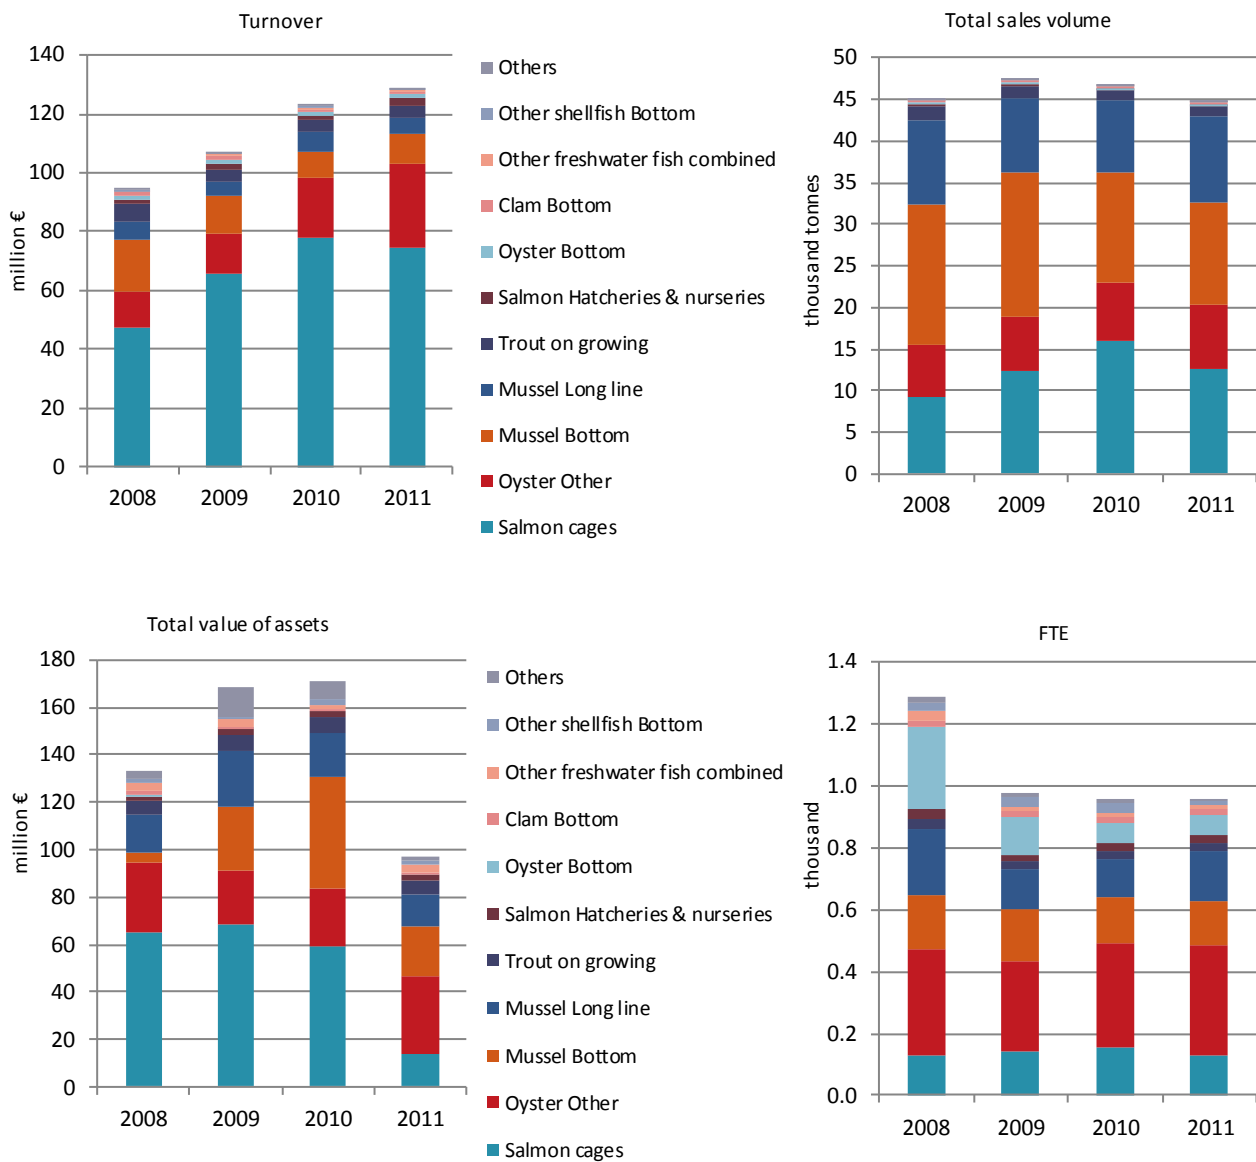 Turnover
140
120
100
80
60
40
20
0
million €
2008 2009 2010 2011
Others
Other shellfish Bottom
Other freshwater fish combined
Clam Bottom
Oyster Bottom
Salmon Hatcheries & nurseries
Trout on growing
Mussel Long line
Mussel Bottom
Oyster Other
Salmon cages
Total sales volume
50
45
40
35
30
25
20
15
10
5
0
thousand tonnes
2008 2009 2010 2011
Total value of assets
180
160
140
120
100
80
60
40
20
0
million €
2008 2009 2010 2011
Others
Other shellfish Bottom
Other freshwater fish combined
Clam Bottom
Oyster Bottom
Salmon Hatcheries & nurseries
Trout on growing
Mussel Long line
Mussel Bottom
Oyster Other
Salmon cages
FTE
1.4
1.2
1.0
0.8
0.6
0.4
0.2
0.0
thousand
2008 2009 2010 2011